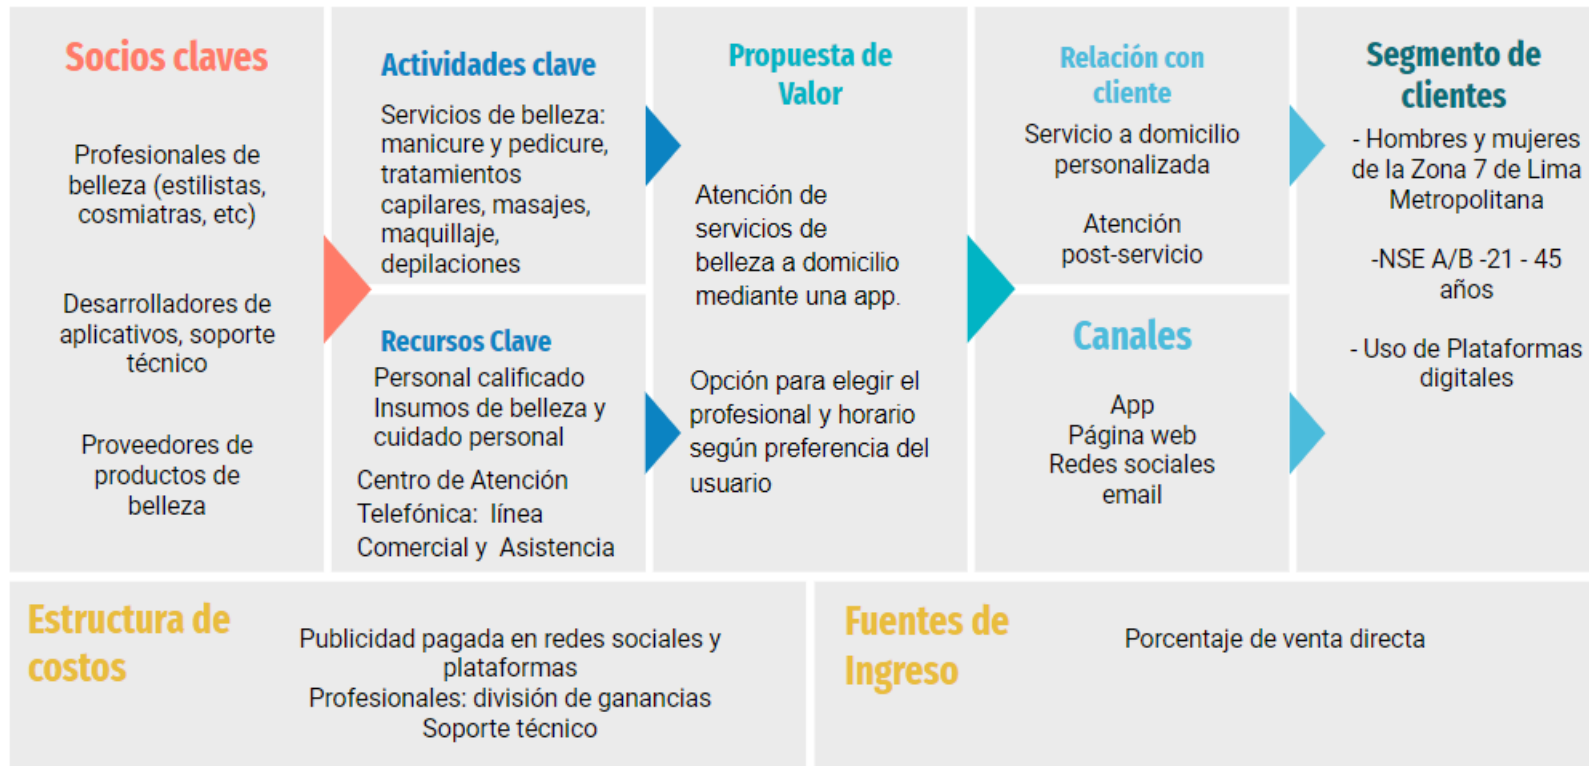 Socios claves
Profesionales de
belleza (estilistas,
cosmiatras, etc)
Desarrolladores de
aplicativos, soporte
técnico
Proveedores de
productos de
belleza
Actividades clave
Servicios de belleza:
manicure y pedicure,
tratamientos
capilares, masajes,
maquillaje,
depilaciones
Recursos Clave
Personal calificado
Insumos de belleza y
cuidado personal
Centro de Atención
Telefónica: línea
Comercial y Asistencia
Propuesta de
Valor
Atención de
servicios de
belleza a domicilio
mediante una app.
Opción para elegir el
profesional y horario
según preferencia del
usuario
Relación con
cliente
Servicio a domicilio
personalizada
Atención
post-servicio
Canales
App
Página web
Redes sociales
email
Segmento de
clientes
- Hombres y mujeres
de la Zona 7 de Lima
Metropolitana
-NSE A/B -21 - 45
años
- Uso de Plataformas
digitales
Estructura de
costos
Publicidad pagada en redes sociales y
plataformas
Profesionales: división de ganancias
Soporte técnico
Fuentes de
Ingreso
Porcentaje de venta directa